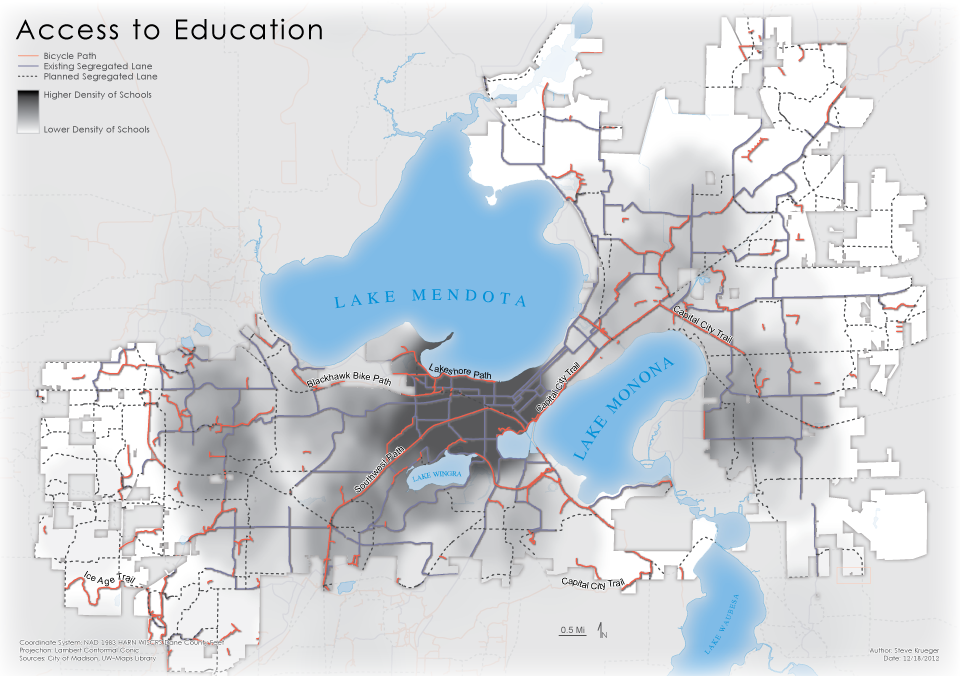 Access to Education
Bicycle Path
Existing Segregated Lane
Planned Segregated Lane
Higher Density of Schools
Lower Density of Schools
LAKE MENDOTA
Capital City Trail
Lakeshore Path
Blackhawk Bike Path
Capital City Trail
LAKE MONONA
Southwest Path
LAKE WINGRA
Ice Age Trail
Capital City Trail
LAKE WAUBESA
0.5 Mi
N
Coordinate System: NAD 1983 HARN WISCRS Dane County Feet
Projection: Lambert Conformal Conic
Sources: City of Madison, UW-Maps Library
Author: Steve Krueger
Date: 12/18/2013